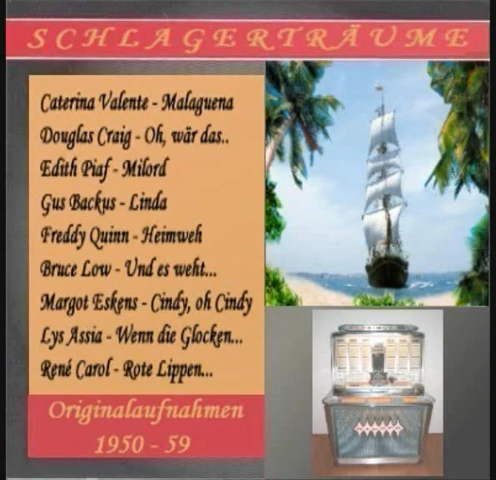 SCHLAGERTRÄUME
Caterina Valente - Malaguena
Douglas Craig - Oh, wär das..
Edith Piaf - Milord
Gus Backus - Linda
Freddy Quinn - Heimweh
Bruce Low - Und es weht...
Margot Eskens - Cindy, oh Cindy
Lys Assia - Wenn die Glocken...
René Carol - Rote Lippen...
Originalaufnahmen
1950 - 59